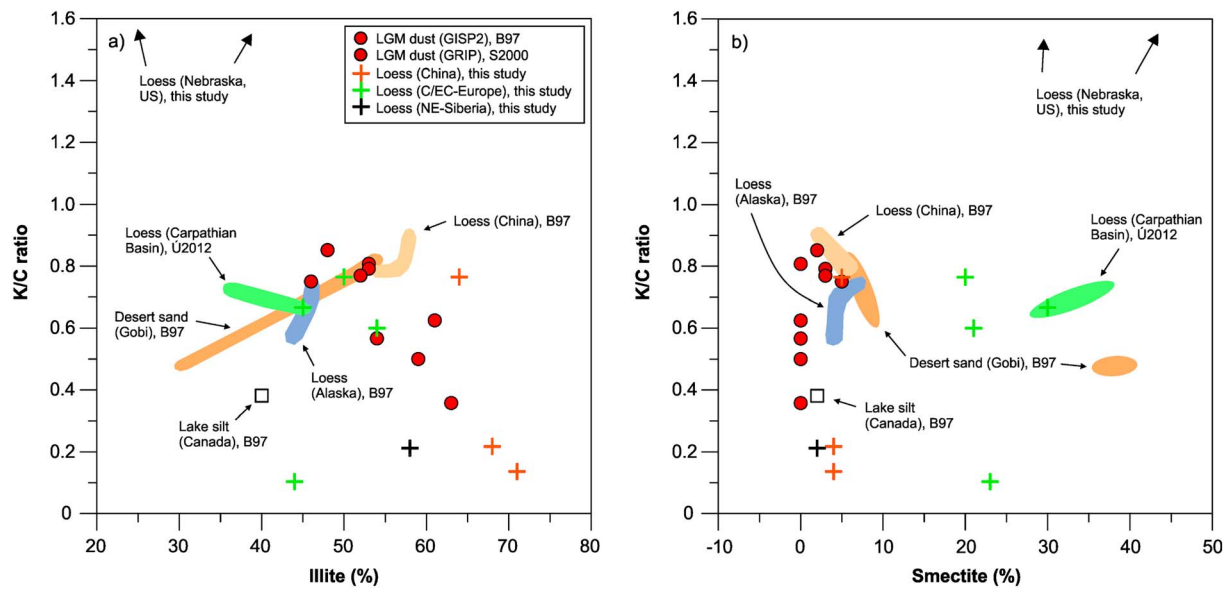 a)
LGM dust (GISP2), B97
LGM dust (GRIP), S2000
Loess (China), this study
Loess (C/EC-Europe), this study
Loess (NE-Siberia), this study
Loess (Nebraska,
US), this study
Loess (China), B97
Loess (Carpathian
Basin), Ú2012
Desert sand
(Gobi), B97
Loess
(Alaska), B97
Lake silt
(Canada), B97
K/C ratio
1.6
1.4
1.2
1.0
0.8
0.6
0.4
0.2
0
20
30
40
50
60
70
80
Illite (%)
b)
Loess (Nebraska,
US), this study
Loess
(Alaska), B97
Loess (China), B97
Loess (Carpathian
Basin), Ú2012
Desert sand (Gobi), B97
Lake silt
(Canada), B97
K/C ratio
1.6
1.4
1.2
1.0
0.8
0.6
0.4
0.2
0
-10
0
10
20
30
40
50
Smectite (%)